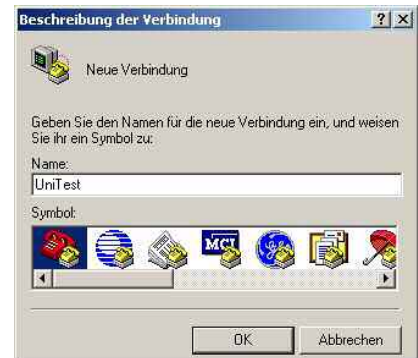 Beschreibung der Verbindung
Neue Verbindung
Geben Sie den Namen für die neue Verbindung ein, und weisen
Sie ihr ein Symbol zu:
Name:
UniTest
Symbol:
MCI
OK Abbrechen